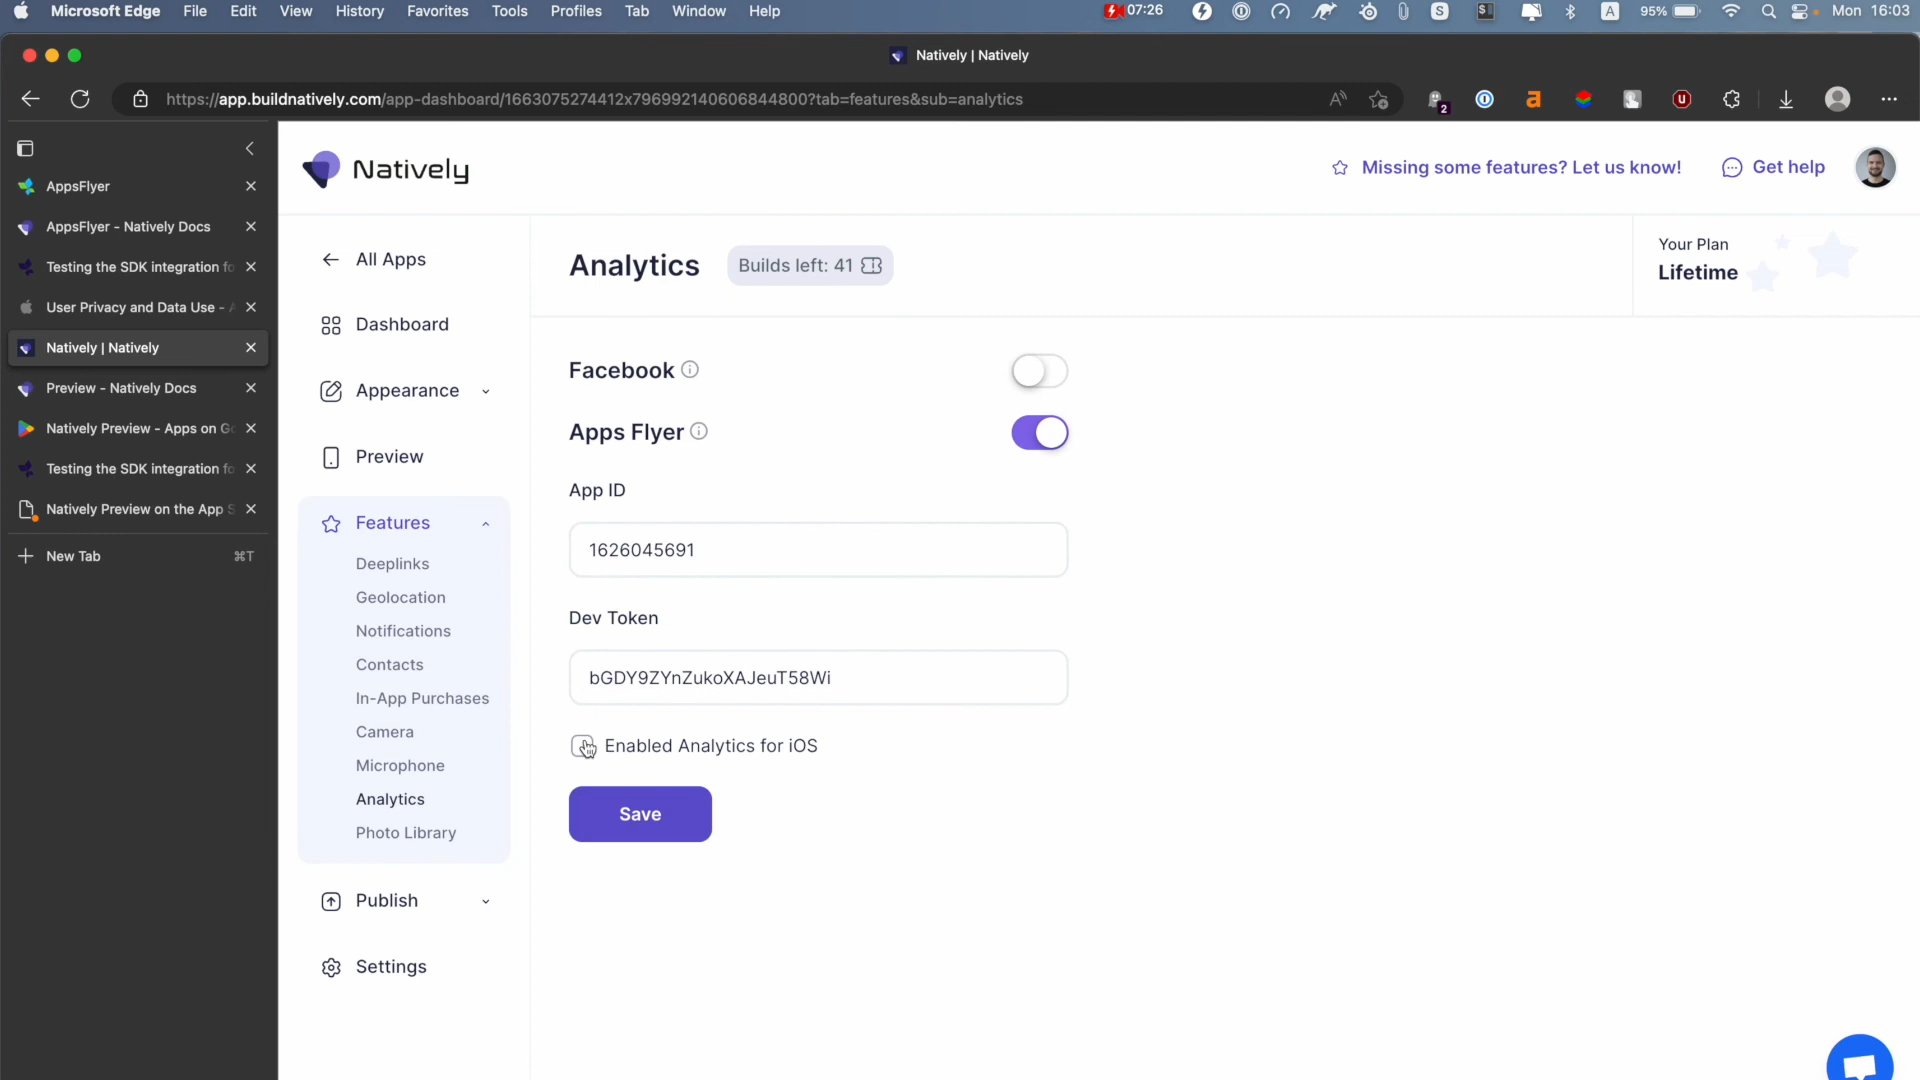 Microsoft Edge File Edit View History Favorites Tools Profiles Tab Window Help 07:26 S $ A 95% Mon 16:03
Natively | Natively
https://app.buildnatively.com/app-dashboard/1663075274412x796992140606844800?tab=features&sub=analytics
2
AppsFlyer
AppsFlyer - Natively Docs
Testing the SDK integration fo
User Privacy and Data Use - A
Natively | Natively
Preview - Natively Docs
Natively Preview - Apps on Go
Testing the SDK integration fo
Natively Preview on the App S
New Tab ⌘T
Natively
Missing some features? Let us know!
Get help
All Apps
Dashboard
Appearance
Preview
Features
Deeplinks
Geolocation
Notifications
Contacts
In-App Purchases
Camera
Microphone
Analytics
Photo Library
Publish
Settings
Analytics
Builds left: 41
Your Plan
Lifetime
Facebook
Apps Flyer
App ID
1626045691
Dev Token
bGDY9ZYnZukoXAJeuT58Wi
Enabled Analytics for iOS
Save